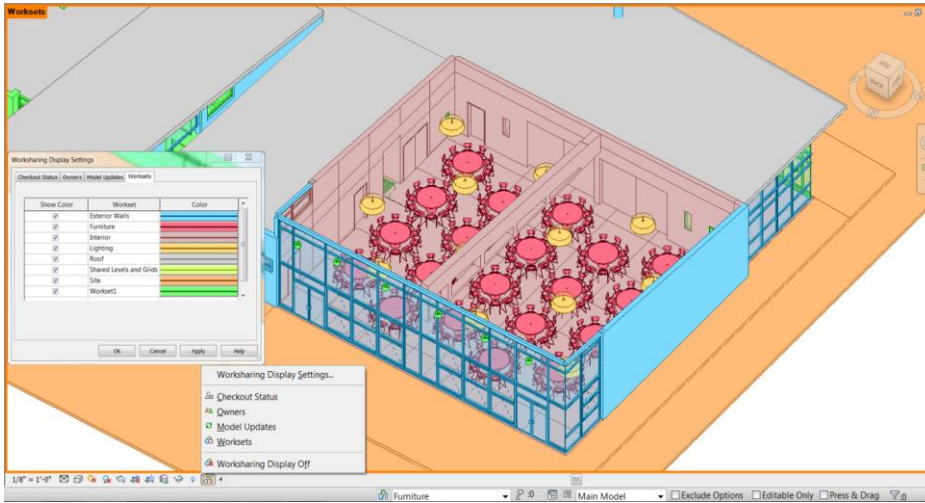 Worksets
Worksharing Display Settings
Checkout Status Owners Model Updates Worksets
Show Color Workset Color
Exterior Walls
Furniture
Interior
Lighting
Roof
Shared Levels and Grids
Site
Workset1
OK Cancel Apply Help
Worksharing Display Settings...
Checkout Status
Owners
Model Updates
Worksets
Worksharing Display Off
1/8" = 1'-0"
Furniture :0 Main Model Exclude Options Editable Only Press & Drag :0